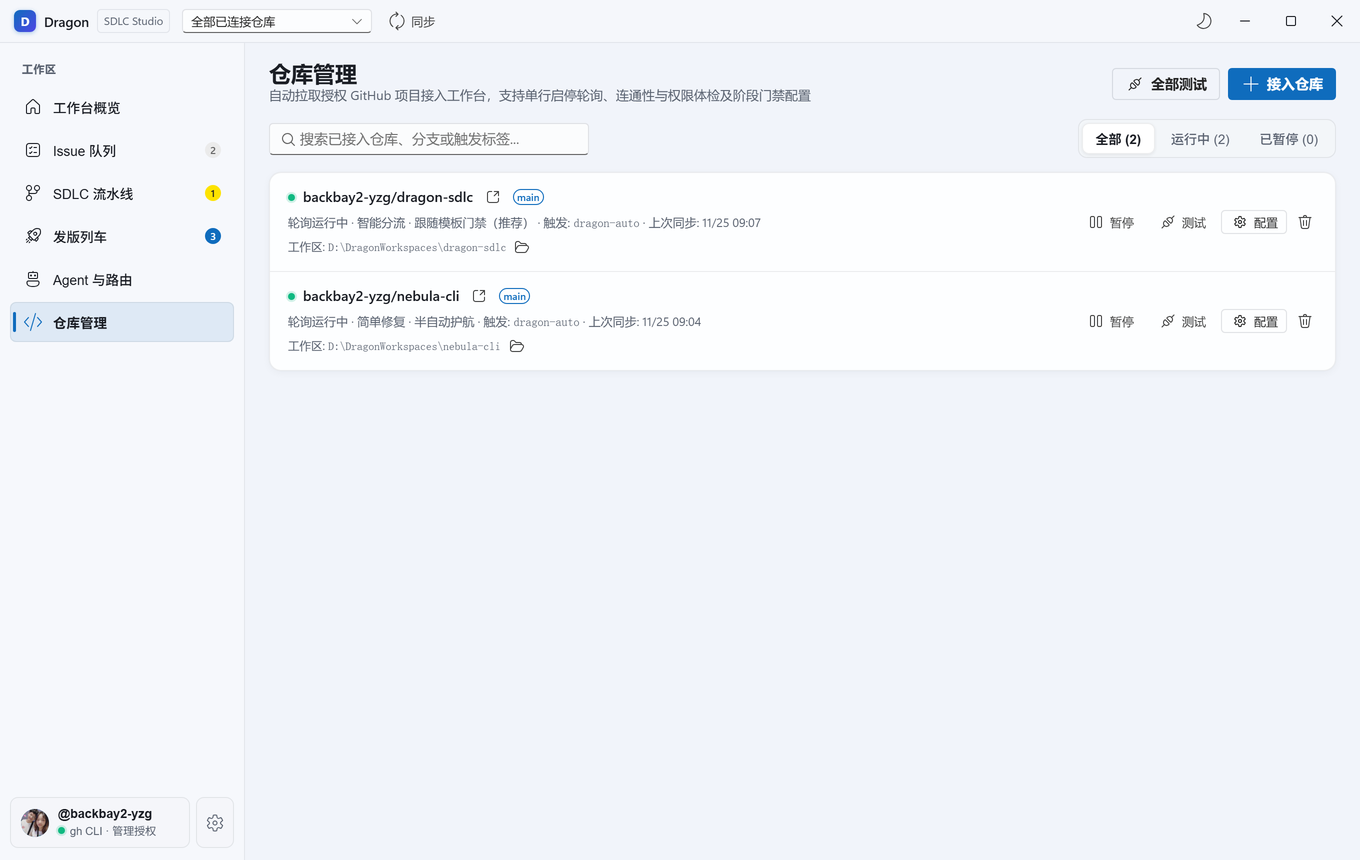 D Dragon SDLC Studio 全部已连接仓库 同步
工作区
工作台概览
Issue 队列 2
SDLC 流水线 1
发版列车 3
Agent 与路由
仓库管理
@backbay2-yzg
gh CLI · 管理授权
仓库管理
自动拉取授权 GitHub 项目接入工作台，支持单行启停轮询、连通性与权限体检及阶段门禁配置
全部测试 接入仓库
搜索已接入仓库、分支或触发标签...
全部 (2) 运行中 (2) 已暂停 (0)
backbay2-yzg/dragon-sdlc main
轮询运行中 · 智能分流 · 跟随模板门禁（推荐） · 触发: dragon-auto · 上次同步: 11/25 09:07
工作区: D:\DragonWorkspaces\dragon-sdlc
暂停 测试 配置
backbay2-yzg/nebula-cli main
轮询运行中 · 简单修复 · 半自动护航 · 触发: dragon-auto · 上次同步: 11/25 09:04
工作区: D:\DragonWorkspaces\nebula-cli
暂停 测试 配置